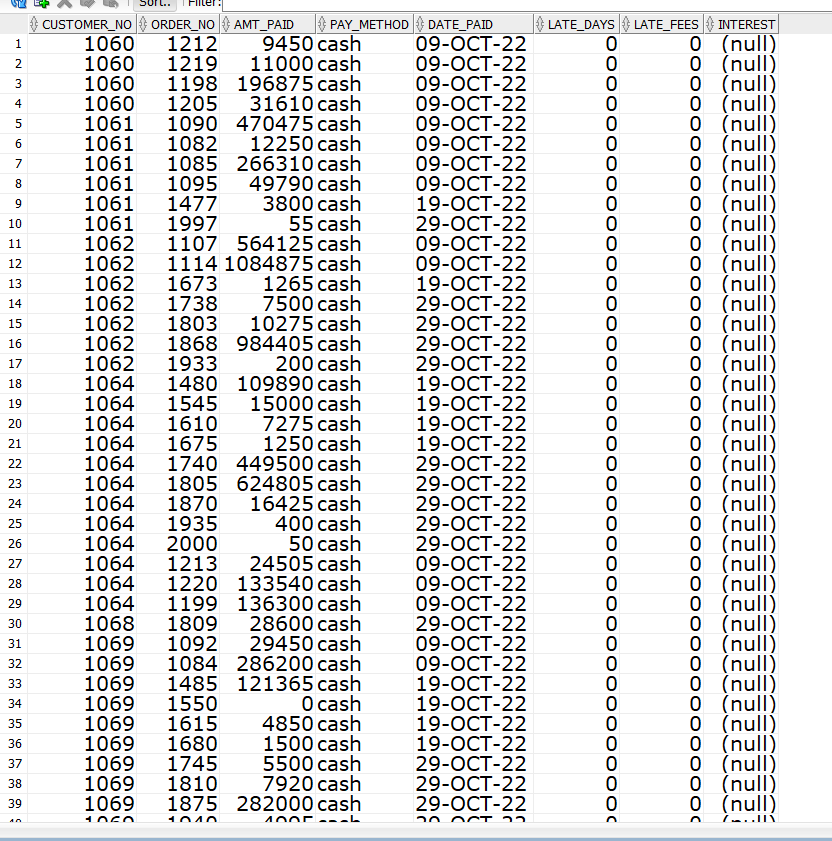 Sort.. Filter:
CUSTOMER_NO ORDER_NO AMT_PAID PAY_METHOD DATE_PAID LATE_DAYS LATE_FEES INTEREST
1 1060 1212 9450 cash 09-OCT-22 0 0 (null)
2 1060 1219 11000 cash 09-OCT-22 0 0 (null)
3 1060 1198 196875 cash 09-OCT-22 0 0 (null)
4 1060 1205 31610 cash 09-OCT-22 0 0 (null)
5 1061 1090 470475 cash 09-OCT-22 0 0 (null)
6 1061 1082 12250 cash 09-OCT-22 0 0 (null)
7 1061 1085 266310 cash 09-OCT-22 0 0 (null)
8 1061 1095 49790 cash 09-OCT-22 0 0 (null)
9 1061 1477 3800 cash 19-OCT-22 0 0 (null)
10 1061 1997 55 cash 29-OCT-22 0 0 (null)
11 1062 1107 564125 cash 09-OCT-22 0 0 (null)
12 1062 1114 1084875 cash 09-OCT-22 0 0 (null)
13 1062 1673 1265 cash 19-OCT-22 0 0 (null)
14 1062 1738 7500 cash 29-OCT-22 0 0 (null)
15 1062 1803 10275 cash 29-OCT-22 0 0 (null)
16 1062 1868 984405 cash 29-OCT-22 0 0 (null)
17 1062 1933 200 cash 29-OCT-22 0 0 (null)
18 1064 1480 109890 cash 19-OCT-22 0 0 (null)
19 1064 1545 15000 cash 19-OCT-22 0 0 (null)
20 1064 1610 7275 cash 19-OCT-22 0 0 (null)
21 1064 1675 1250 cash 19-OCT-22 0 0 (null)
22 1064 1740 449500 cash 29-OCT-22 0 0 (null)
23 1064 1805 624805 cash 29-OCT-22 0 0 (null)
24 1064 1870 16425 cash 29-OCT-22 0 0 (null)
25 1064 1935 400 cash 29-OCT-22 0 0 (null)
26 1064 2000 50 cash 29-OCT-22 0 0 (null)
27 1064 1213 24505 cash 09-OCT-22 0 0 (null)
28 1064 1220 133540 cash 09-OCT-22 0 0 (null)
29 1064 1199 136300 cash 09-OCT-22 0 0 (null)
30 1068 1809 28600 cash 29-OCT-22 0 0 (null)
31 1069 1092 29450 cash 09-OCT-22 0 0 (null)
32 1069 1084 286200 cash 09-OCT-22 0 0 (null)
33 1069 1485 121365 cash 19-OCT-22 0 0 (null)
34 1069 1550 0 cash 19-OCT-22 0 0 (null)
35 1069 1615 4850 cash 19-OCT-22 0 0 (null)
36 1069 1680 1500 cash 19-OCT-22 0 0 (null)
37 1069 1745 5500 cash 29-OCT-22 0 0 (null)
38 1069 1810 7920 cash 29-OCT-22 0 0 (null)
39 1069 1875 282000 cash 29-OCT-22 0 0 (null)